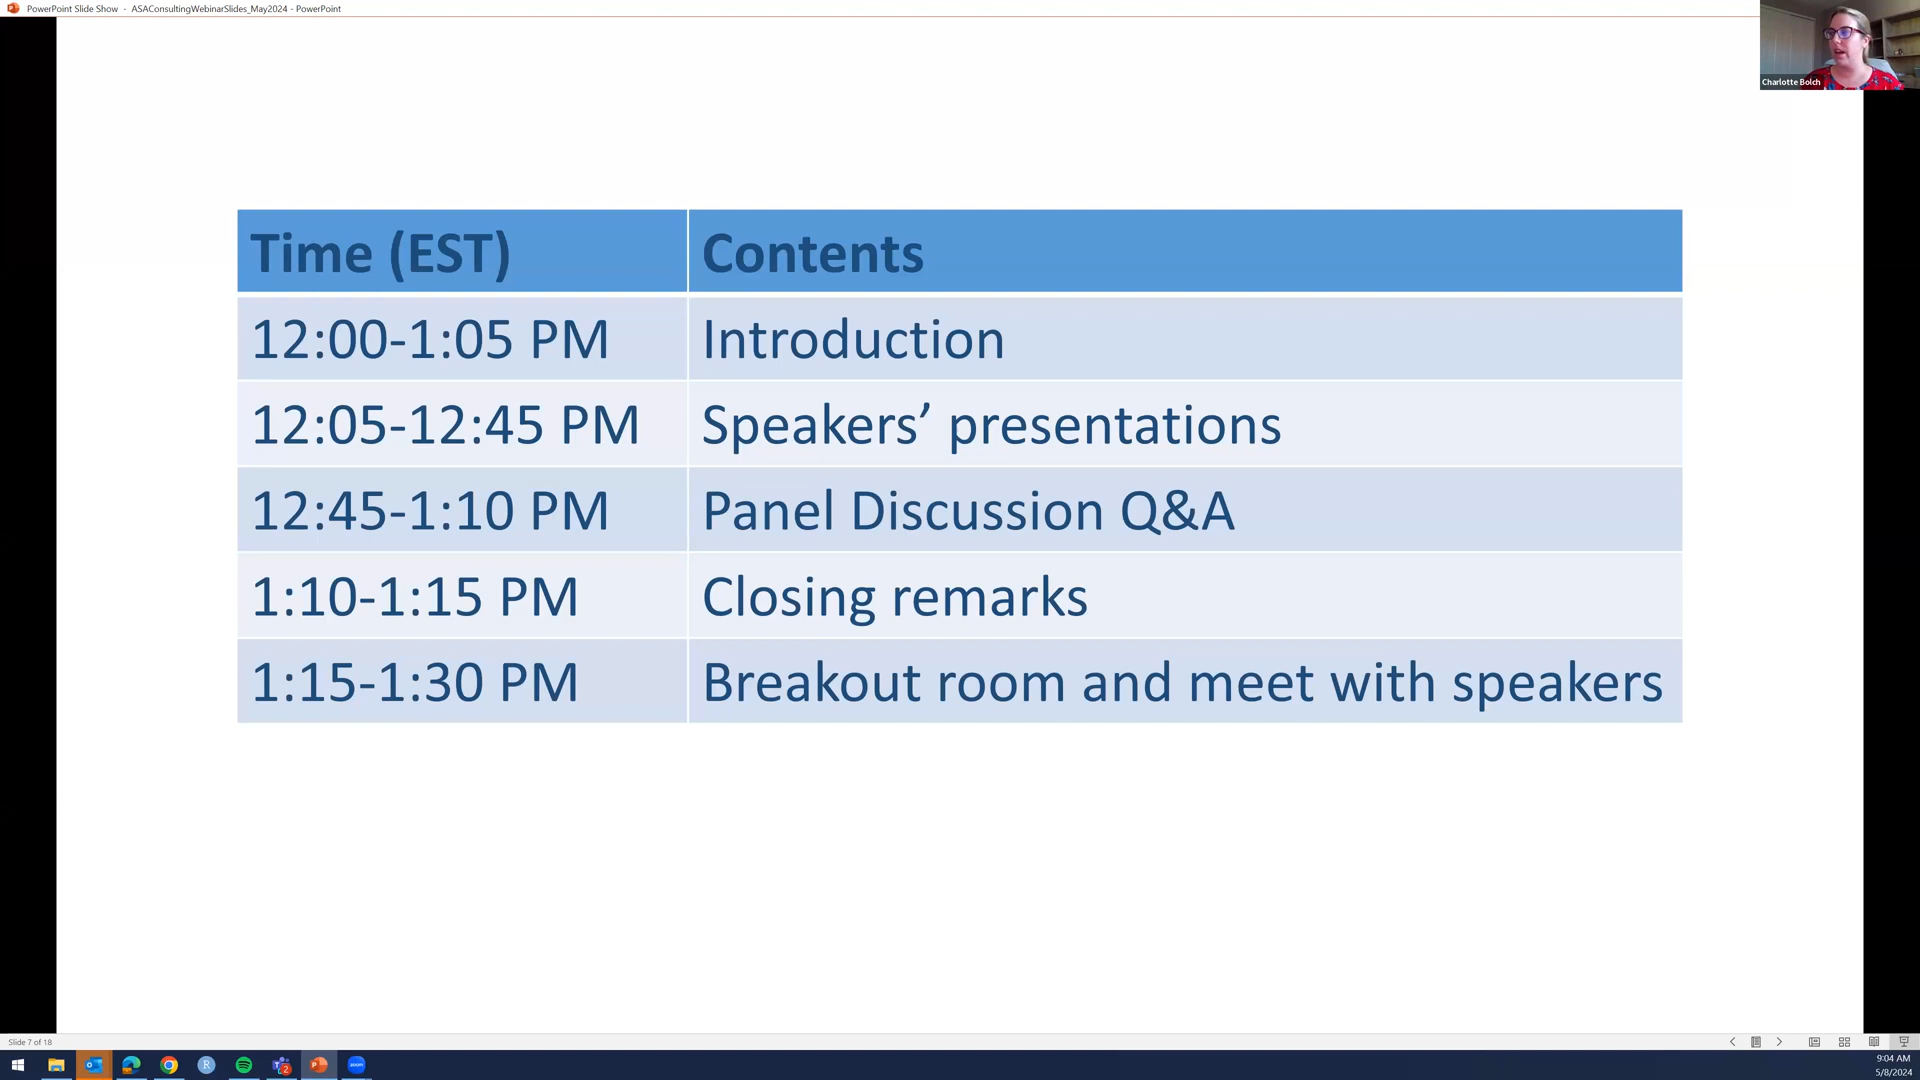 PowerPoint Slide Show - ASAConsultingWebinarSlides_May2024 - PowerPoint
Charlotte Bolch
Time (EST) Contents
12:00-1:05 PM Introduction
12:05-12:45 PM Speakers’ presentations
12:45-1:10 PM Panel Discussion Q&A
1:10-1:15 PM Closing remarks
1:15-1:30 PM Breakout room and meet with speakers
Slide 7 of 18
R
2
P
zoom
9:04 AM
5/8/2024